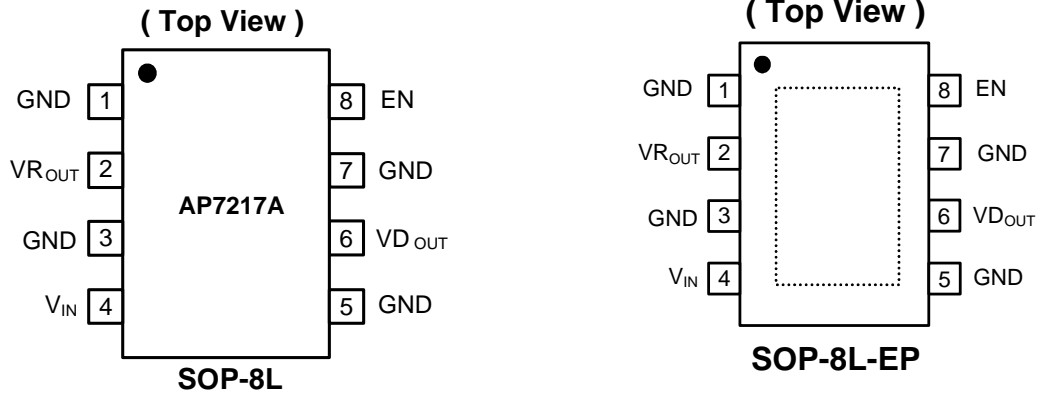 ( Top View )
GND 1
8 EN
VROUT 2
7 GND
AP7217A
GND 3
6 VD OUT
VIN 4
5 GND
SOP-8L
( Top View )
GND 1
8 EN
VROUT 2
7 GND
GND 3
6 VDOUT
VIN 4
5 GND
SOP-8L-EP